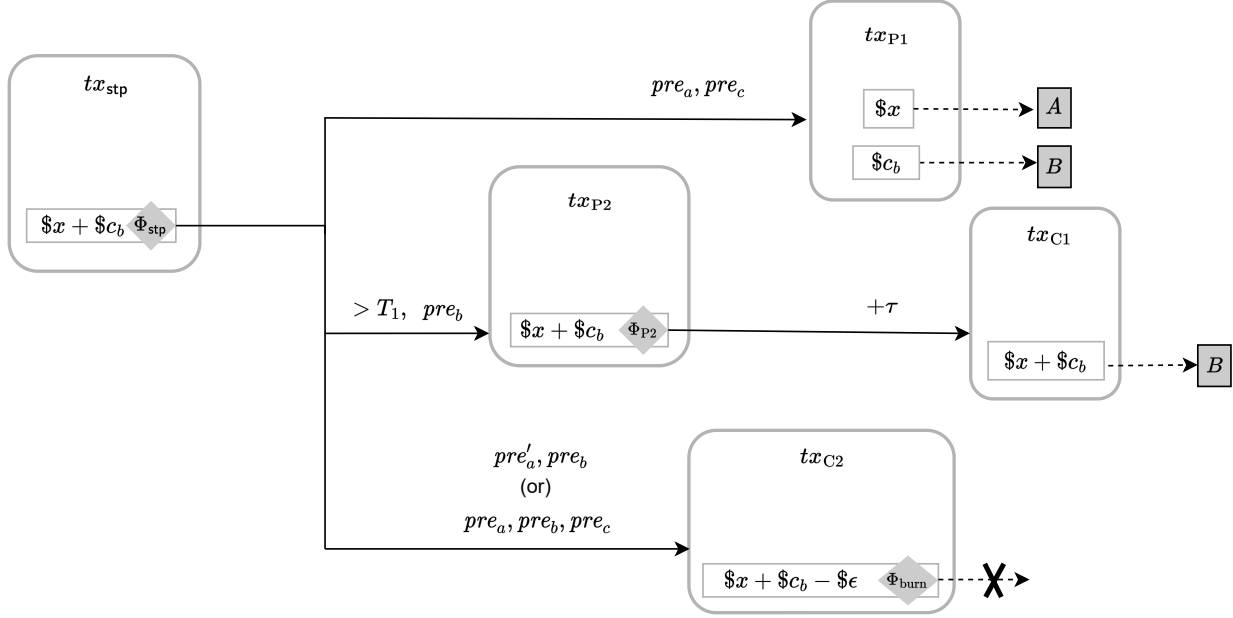 tx_P1
pre_a, pre_c
tx_stp
$x
A
$c_b
B
tx_P2
$x + $c_b
Φ_stp
tx_C1
> T_1, pre_b
+τ
$x + $c_b
Φ_P2
$x + $c_b
B
pre'_a, pre_b
(or)
pre_a, pre_b, pre_c
tx_C2
$x + $c_b − $ϵ
Φ_burn